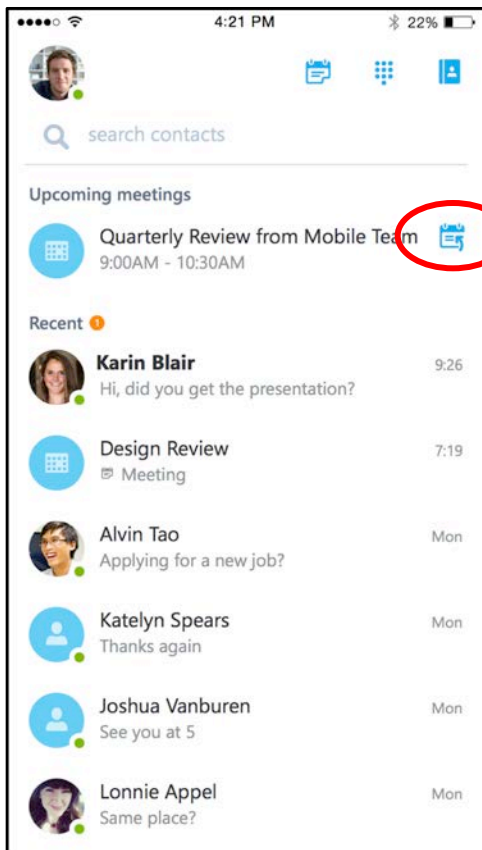 4:21 PM 22%
search contacts
Upcoming meetings
Quarterly Review from Mobile Team
9:00AM - 10:30AM
Recent 1
Karin Blair 9:26
Hi, did you get the presentation?
Design Review 7:19
Meeting
Alvin Tao Mon
Applying for a new job?
Katelyn Spears Mon
Thanks again
Joshua Vanburen Mon
See you at 5
Lonnie Appel Mon
Same place?